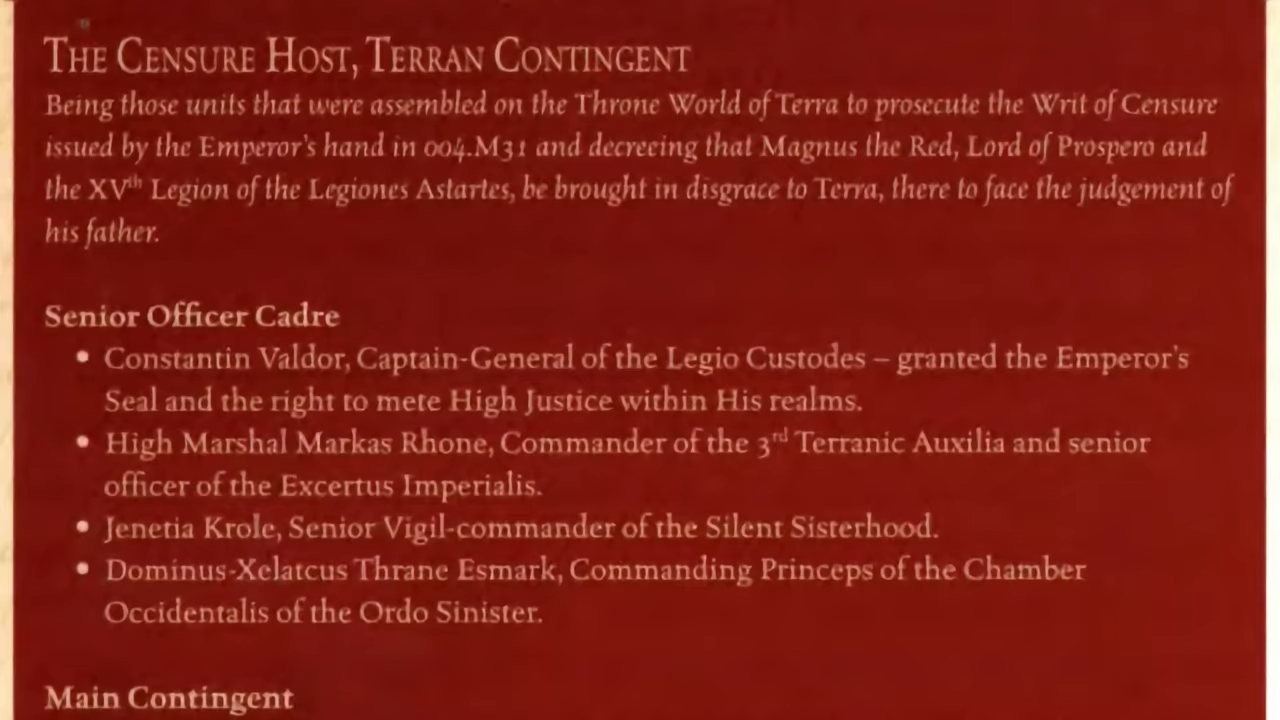 The Censure Host, Terran Contingent
Being those units that were assembled on the Throne World of Terra to prosecute the Writ of Censure
issued by the Emperor's hand in 004.M31 and decreeing that Magnus the Red, Lord of Prospero and
the XVth Legion of the Legiones Astartes, be brought in disgrace to Terra, there to face the judgement of
his father.
Senior Officer Cadre
• Constantin Valdor, Captain-General of the Legio Custodes – granted the Emperor's
Seal and the right to mete High Justice within His realms.
• High Marshal Markas Rhone, Commander of the 3rd Terranic Auxilia and senior
officer of the Excertus Imperialis.
• Jenetia Krole, Senior Vigil-commander of the Silent Sisterhood.
• Dominus-Xelatcus Thrane Esmark, Commanding Princeps of the Chamber
Occidentalis of the Ordo Sinister.
Main Contingent